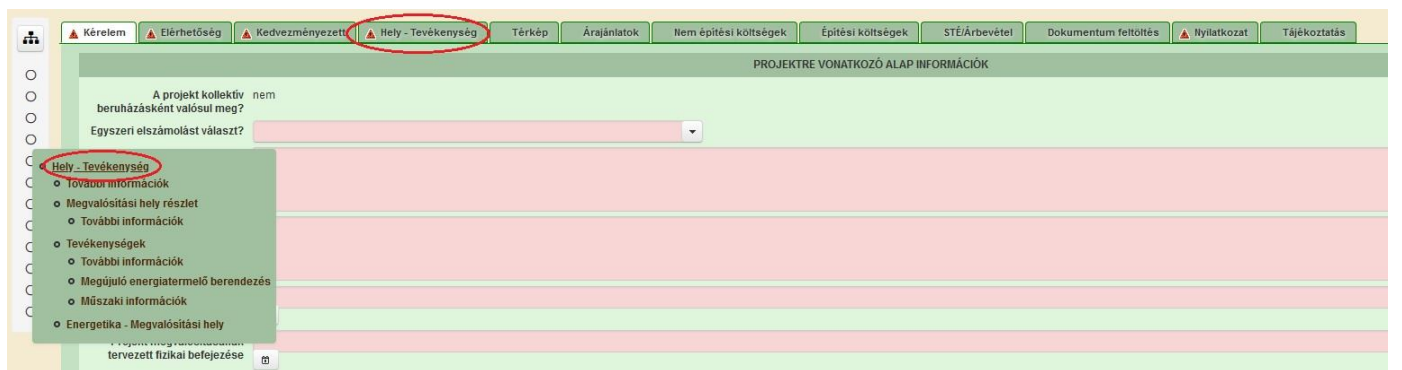 Kérelem Elérhetőség Kedvezményezett Hely - Tevékenység Térkép Árajánlatok Nem építési költségek Építési költségek STÉ/Árbevétel Dokumentum feltöltés Nyilatkozat Tájékoztatás
PROJEKTRE VONATKOZÓ ALAP INFORMÁCIÓK
A projekt kollektív nem
beruházásként valósul meg?
Egyszeri elszámolást választ?
Hely - Tevékenység
További információk
Megvalósítási hely részlet
További információk
Tevékenységek
További információk
Megújuló energiatermelő berendezés
Műszaki információk
Energetika - Megvalósítási hely
tervezett fizikai befejezése